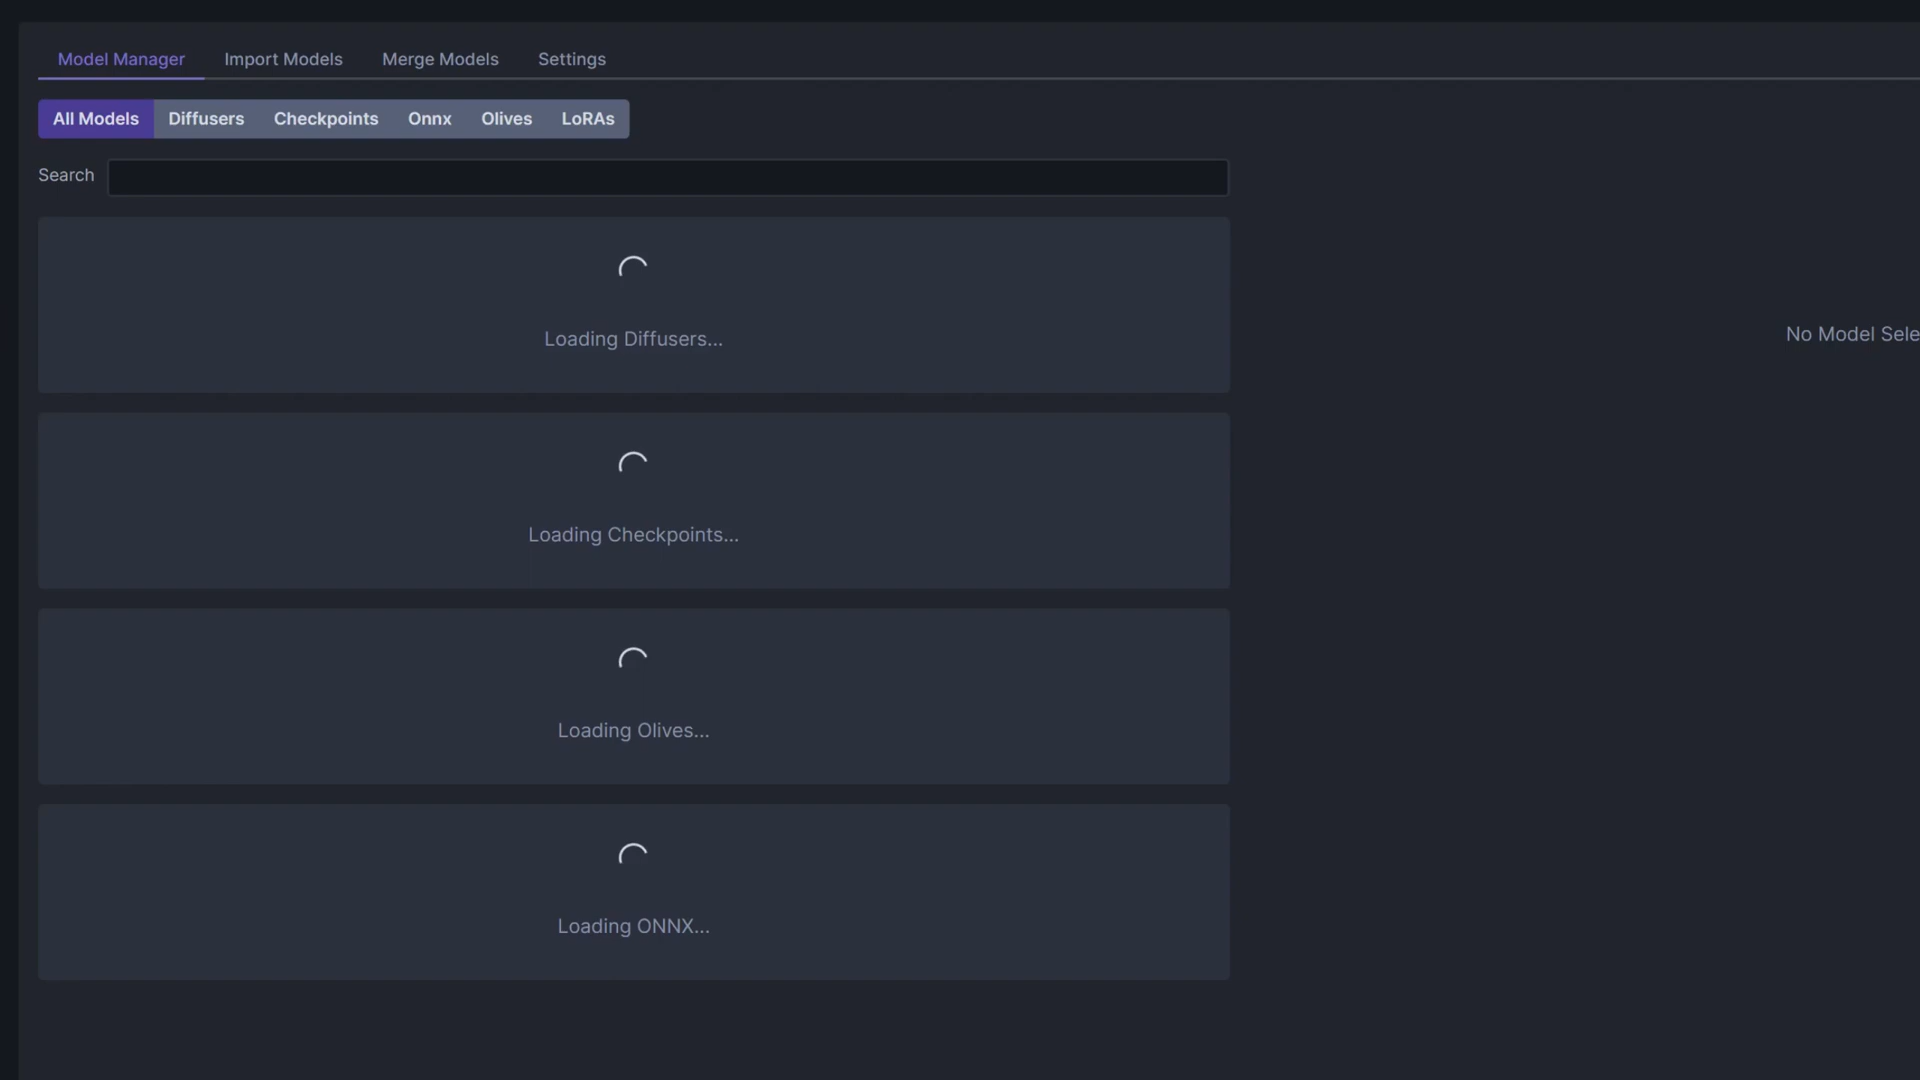 Model Manager Import Models Merge Models Settings
All Models Diffusers Checkpoints Onnx Olives LoRAs
Search
Loading Diffusers...
No Model Sele
Loading Checkpoints...
Loading Olives...
Loading ONNX...